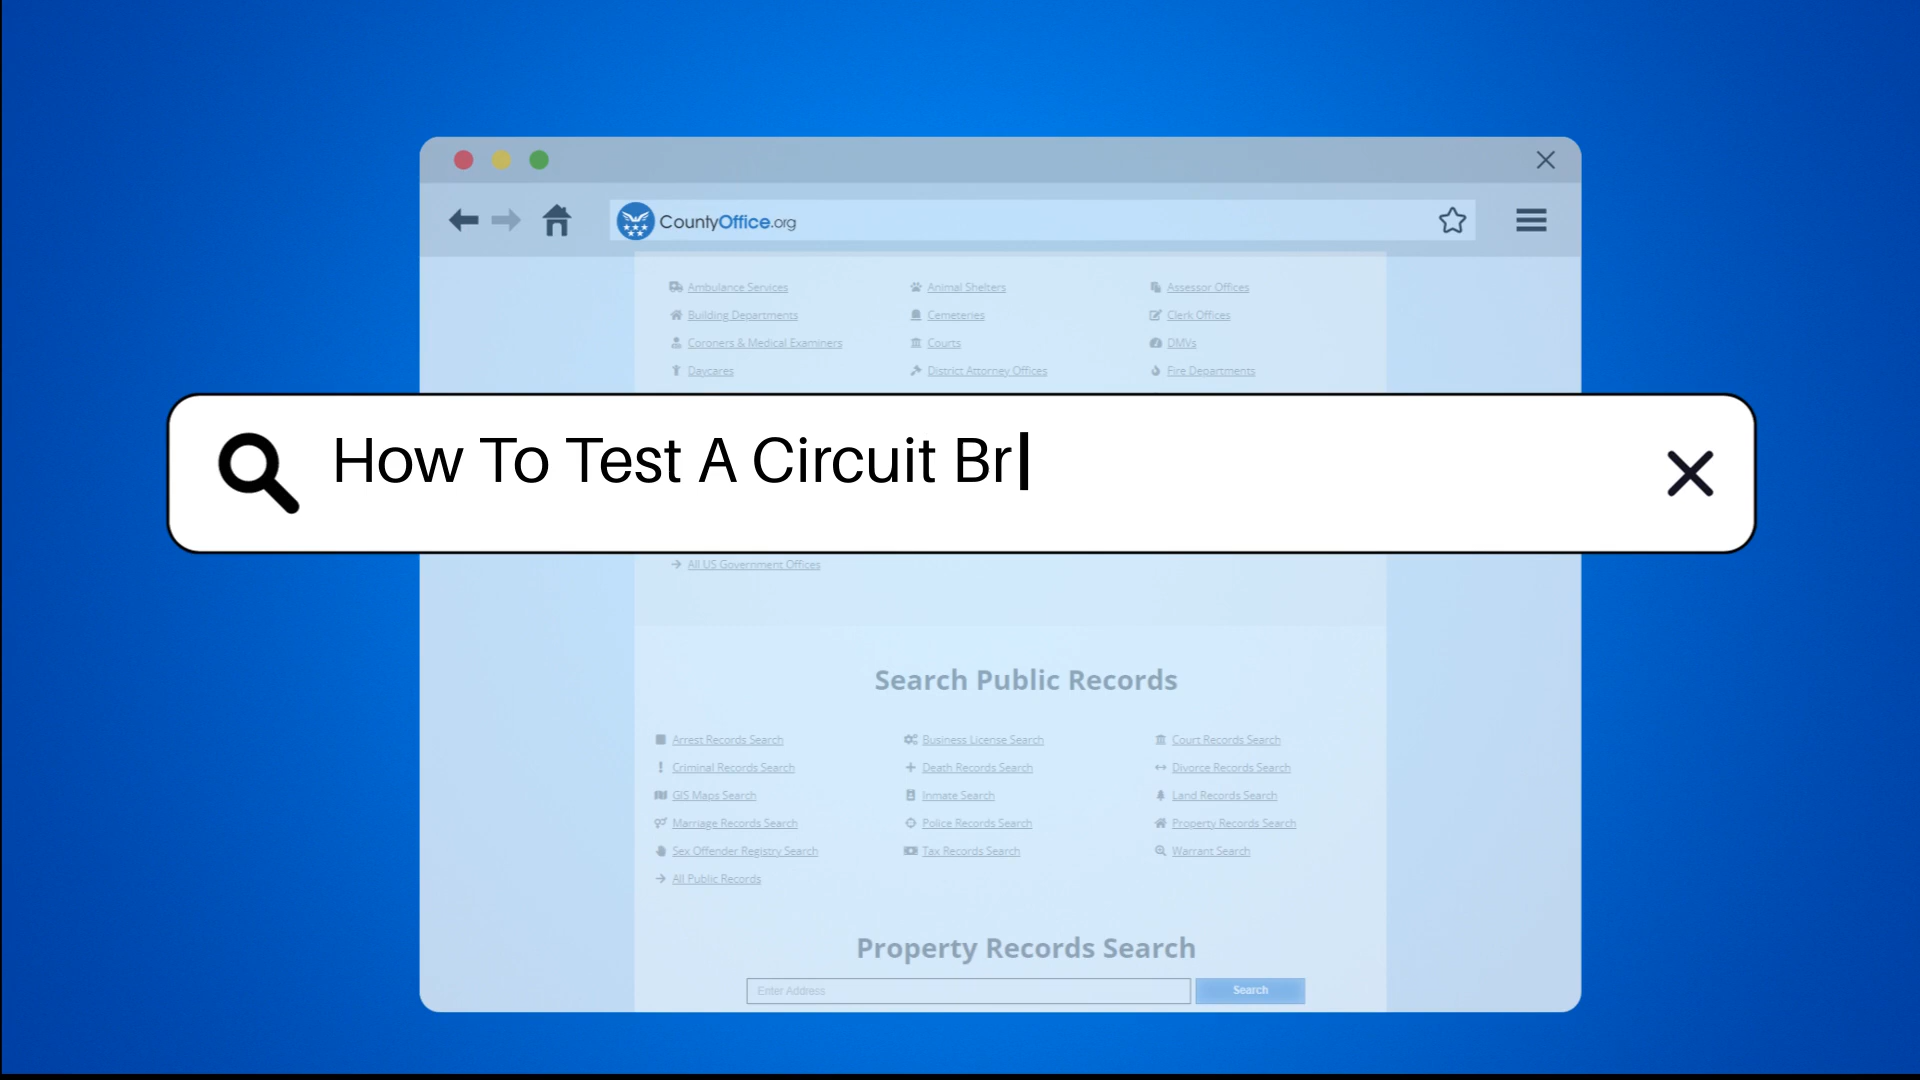 CountyOffice.org
Ambulance Services Animal Shelters Assessor Offices
Building Departments Cemeteries Clerk Offices
Coroners & Medical Examiners Courts DMVs
Daycares District Attorney Offices Fire Departments
How To Test A Circuit Br
All US Government Offices
Search Public Records
Arrest Records Search Business License Search Court Records Search
Criminal Records Search Death Records Search Divorce Records Search
GIS Maps Search Inmate Search Land Records Search
Marriage Records Search Police Records Search Property Records Search
Sex Offender Registry Search Tax Records Search Warrant Search
All Public Records
Property Records Search
Enter Address Search